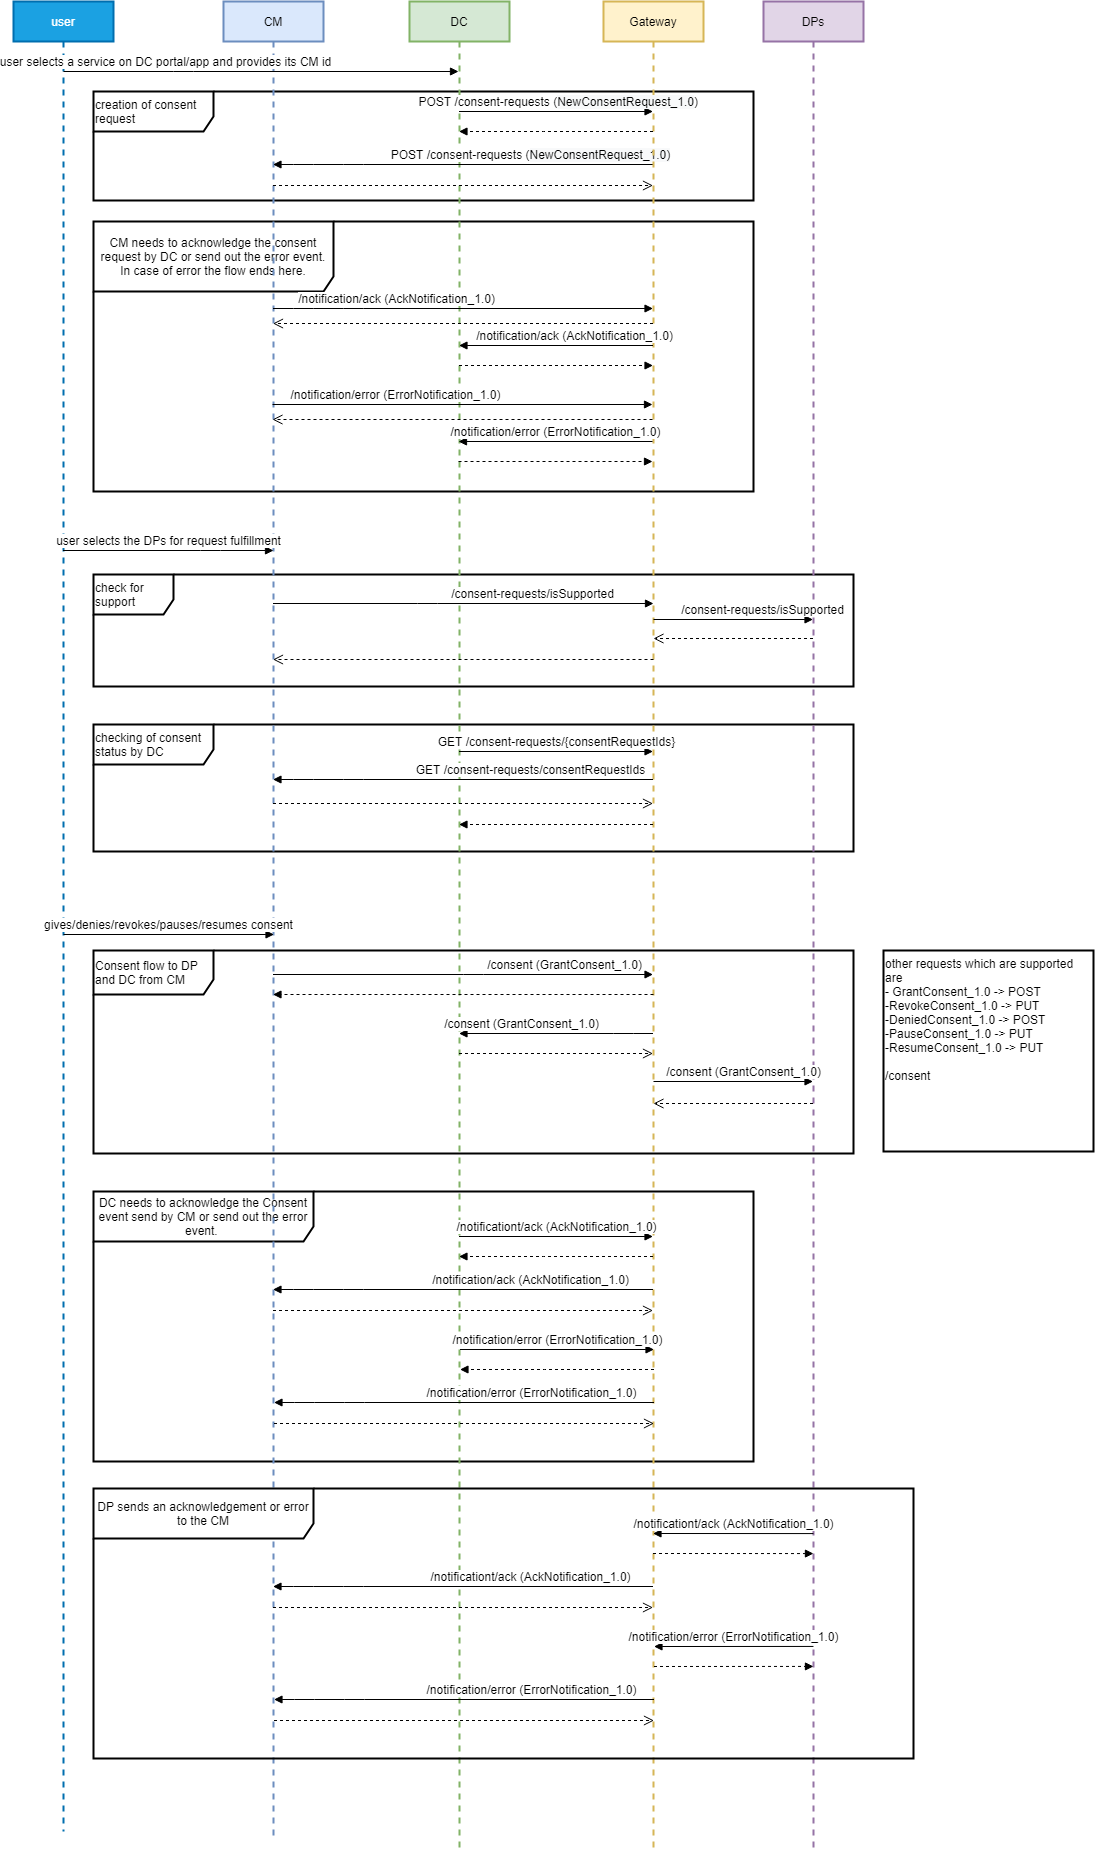 user
CM
DC
Gateway
DPs
user selects a service on DC portal/app and provides its CM id
creation of consent
request
POST /consent-requests (NewConsentRequest_1.0)
POST /consent-requests (NewConsentRequest_1.0)
CM needs to acknowledge the consent
request by DC or send out the error event.
In case of error the flow ends here.
/notification/ack (AckNotification_1.0)
/notification/ack (AckNotification_1.0)
/notification/error (ErrorNotification_1.0)
/notification/error (ErrorNotification_1.0)
user selects the DPs for request fulfillment
check for
support
/consent-requests/isSupported
/consent-requests/isSupported
checking of consent
status by DC
GET /consent-requests/{consentRequestIds}
GET /consent-requests/consentRequestIds
gives/denies/revokes/pauses/resumes consent
Consent flow to DP
and DC from CM
/consent (GrantConsent_1.0)
/consent (GrantConsent_1.0)
/consent (GrantConsent_1.0)
other requests which are supported
are
- GrantConsent_1.0 -> POST
-RevokeConsent_1.0 -> PUT
-DeniedConsent_1.0 -> POST
-PauseConsent_1.0 -> PUT
-ResumeConsent_1.0 -> PUT
/consent
DC needs to acknowledge the Consent
event send by CM or send out the error
event.
/notificationt/ack (AckNotification_1.0)
/notification/ack (AckNotification_1.0)
/notification/error (ErrorNotification_1.0)
/notification/error (ErrorNotification_1.0)
DP sends an acknowledgement or error
to the CM
/notificationt/ack (AckNotification_1.0)
/notificationt/ack (AckNotification_1.0)
/notification/error (ErrorNotification_1.0)
/notification/error (ErrorNotification_1.0)